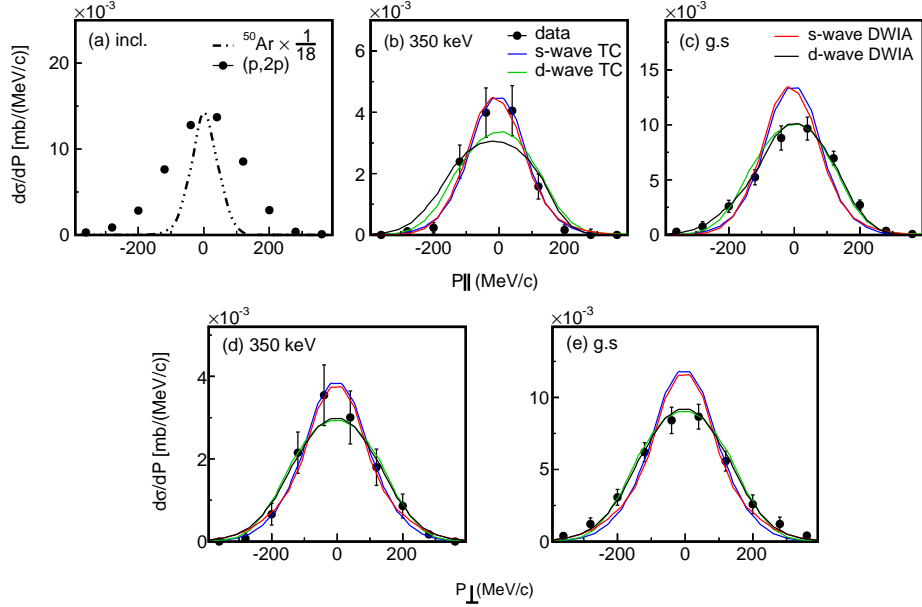 ×10⁻³
(a) incl.
⁵⁰Ar × 1/18
(p,2p)
dσ/dP [mb/(MeV/c)]
20
10
0
-200 0 200
×10⁻³
(b) 350 keV
data
s-wave TC
d-wave TC
6
4
2
0
-200 0 200
×10⁻³
(c) g.s
s-wave DWIA
d-wave DWIA
15
10
5
0
-200 0 200
P|| (MeV/c)
×10⁻³
(d) 350 keV
dσ/dP [mb/(MeV/c)]
4
2
0
-200 0 200
×10⁻³
(e) g.s
10
5
0
-200 0 200
P⊥(MeV/c)